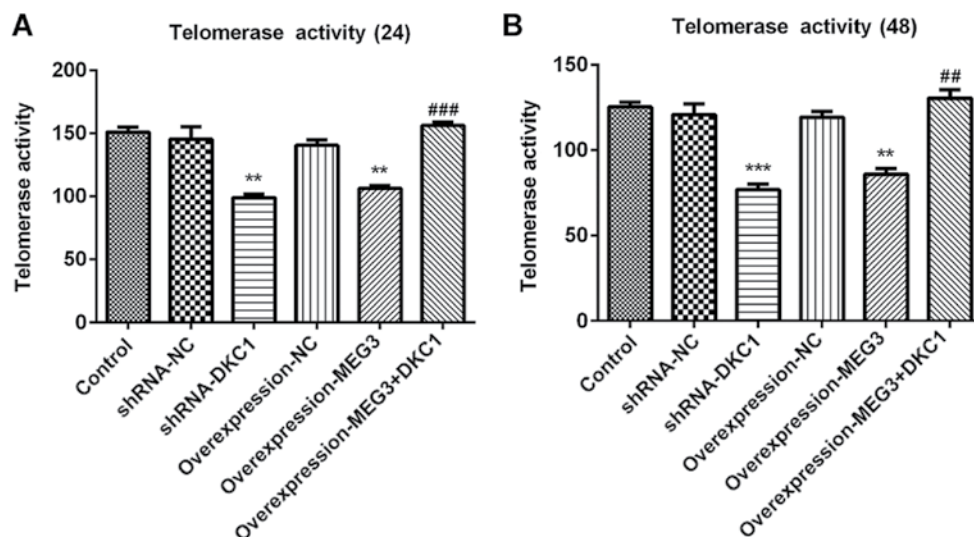 A
Telomerase activity (24)
Telomerase activity
200
150
100
50
0
**
**
###
Control
shRNA-NC
shRNA-DKC1
Overexpression-NC
Overexpression-MEG3
Overexpression-MEG3+DKC1
B
Telomerase activity (48)
Telomerase activity
150
100
50
0
***
**
##
Control
shRNA-NC
shRNA-DKC1
Overexpression-NC
Overexpression-MEG3
Overexpression-MEG3+DKC1